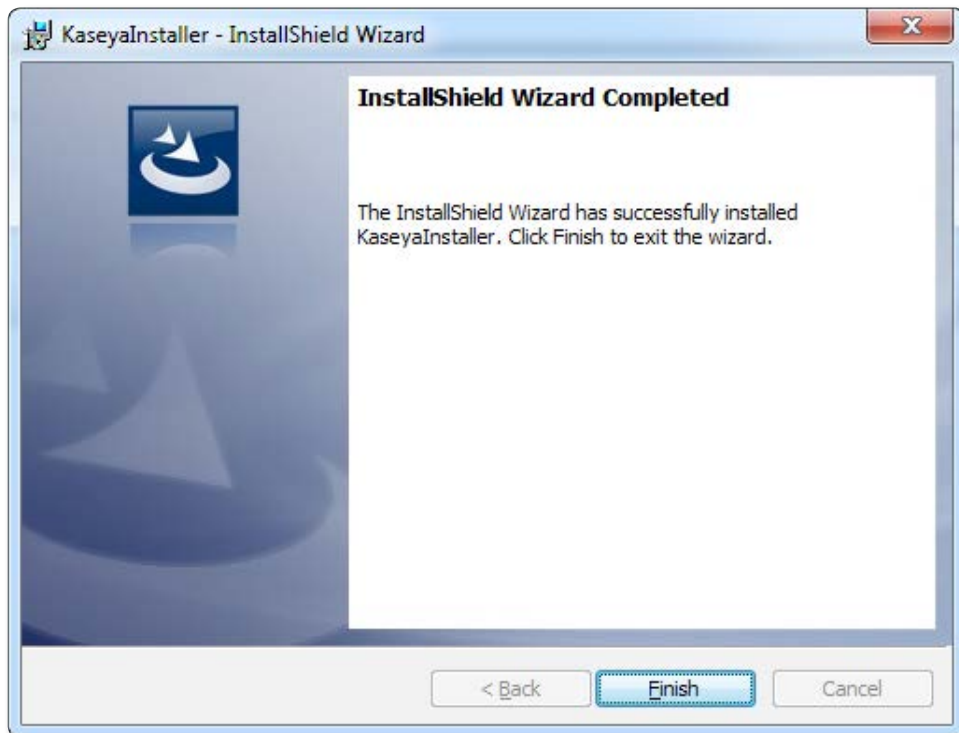 KaseyaInstaller - InstallShield Wizard
InstallShield Wizard Completed
The InstallShield Wizard has successfully installed
KaseyaInstaller. Click Finish to exit the wizard.
< Back
Finish
Cancel